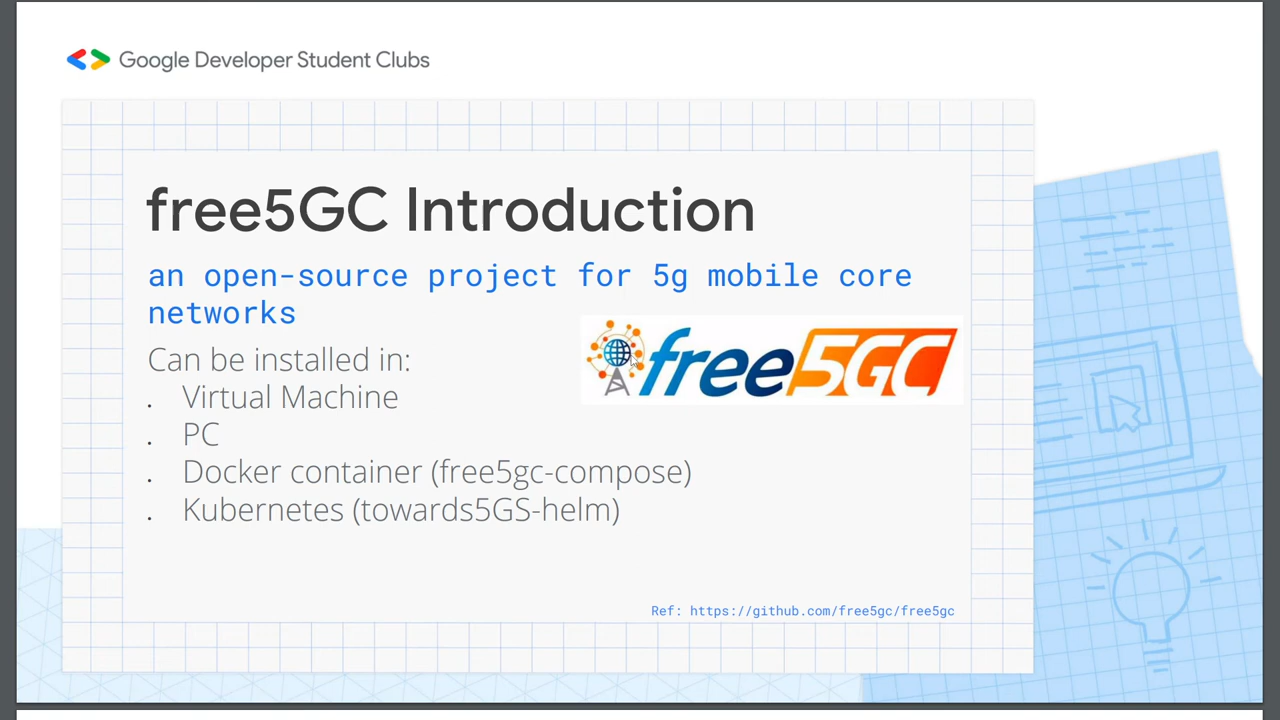 Google Developer Student Clubs
free5GC Introduction
an open-source project for 5g mobile core
networks
free5GC
Can be installed in:
. Virtual Machine
. PC
. Docker container (free5gc-compose)
. Kubernetes (towards5GS-helm)
Ref: https://github.com/free5gc/free5gc